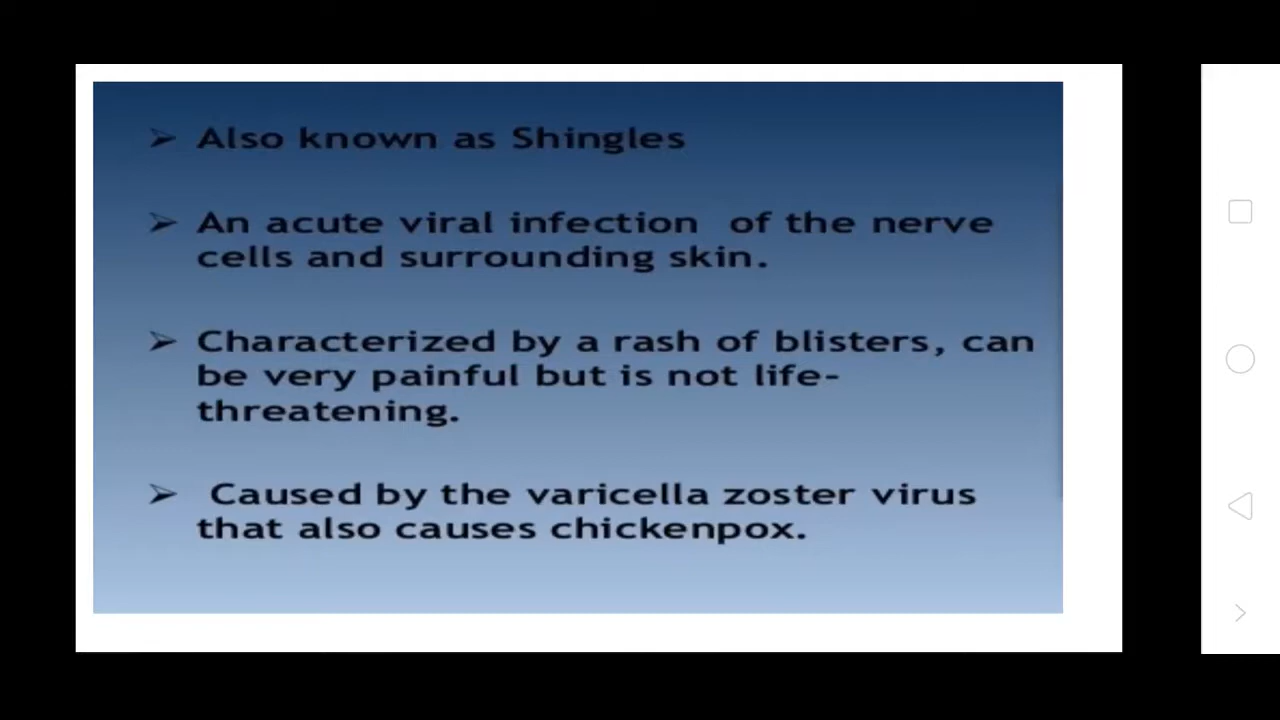 ➢ Also known as Shingles
➢ An acute viral infection of the nerve
cells and surrounding skin.
➢ Characterized by a rash of blisters, can
be very painful but is not life-
threatening.
➢ Caused by the varicella zoster virus
that also causes chickenpox.